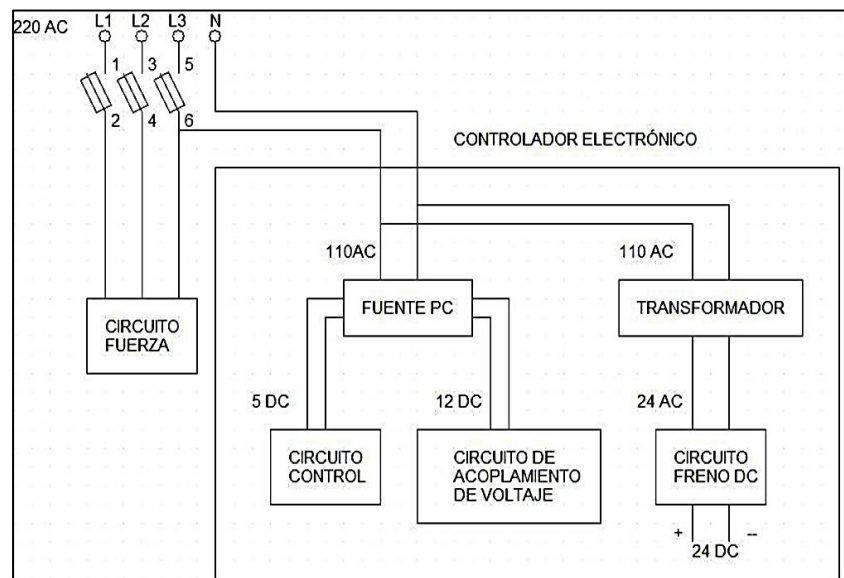 220 AC
L1 L2 L3 N
1 3 5
2 4 6
CONTROLADOR ELECTRÓNICO
110AC
110 AC
FUENTE PC
TRANSFORMADOR
CIRCUITO
FUERZA
5 DC
12 DC
24 AC
CIRCUITO
CONTROL
CIRCUITO DE
ACOPLAMIENTO
DE VOLTAJE
CIRCUITO
FRENO DC
+ --
24 DC